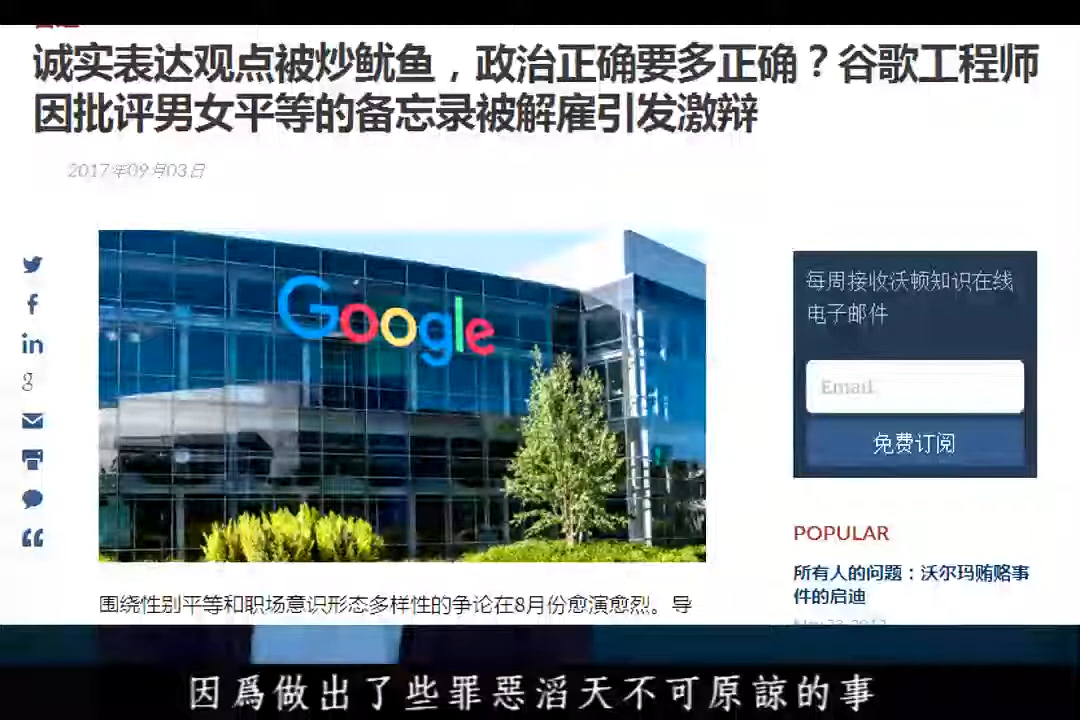 诚实表达观点被炒鱿鱼，政治正确要多正确？谷歌工程师
因批评男女平等的备忘录被解雇引发激辩
2017年09月03日
Google
每周接收沃顿知识在线
电子邮件
Email
免费订阅
POPULAR
所有人的问题：沃尔玛贿赂事
件的启迪
围绕性别平等和职场意识形态多样性的争论在8月份愈演愈烈。导
因爲做出了些罪惡滔天不可原諒的事